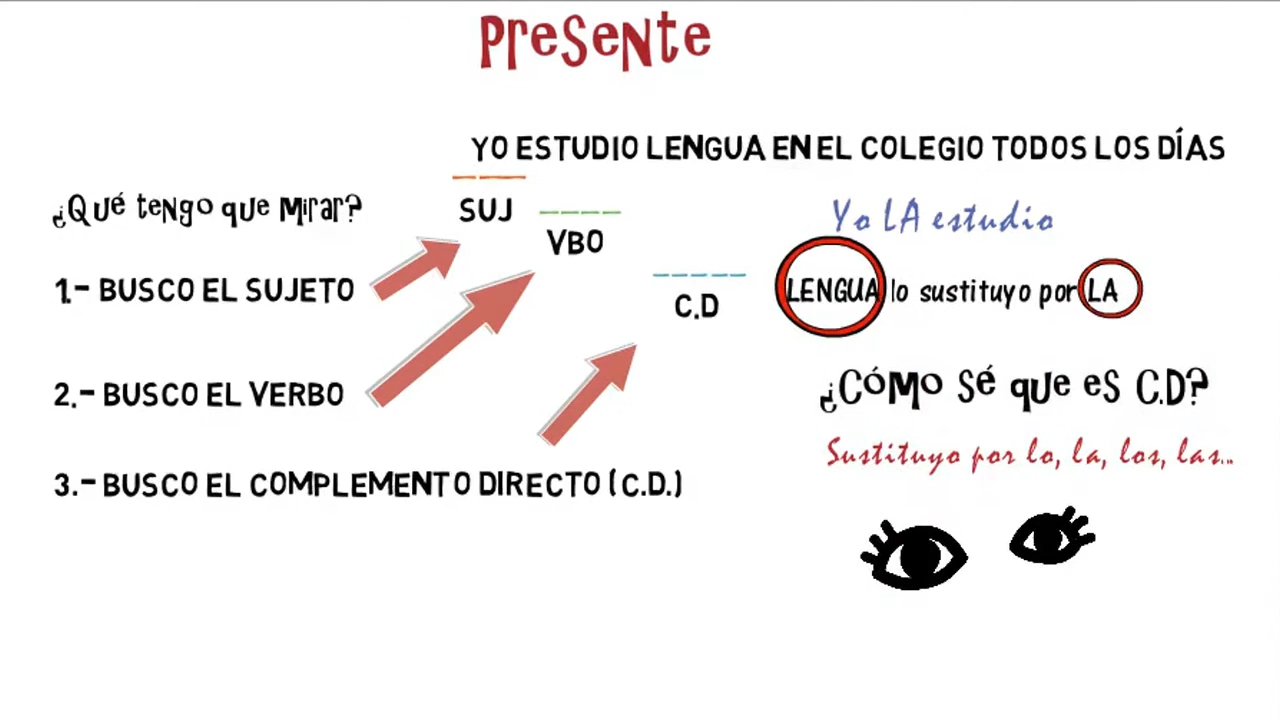 Presente
YO ESTUDIO LENGUA EN EL COLEGIO TODOS LOS DÍAS
¿Qué tengo que mirar?
SUJ
VBO
C.D
1.- BUSCO EL SUJETO
2.- BUSCO EL VERBO
3.- BUSCO EL COMPLEMENTO DIRECTO (C.D.)
Yo LA estudio
LENGUA lo sustituyo por LA
¿Cómo sé que es C.D?
Sustituyo por lo, la, los, las...